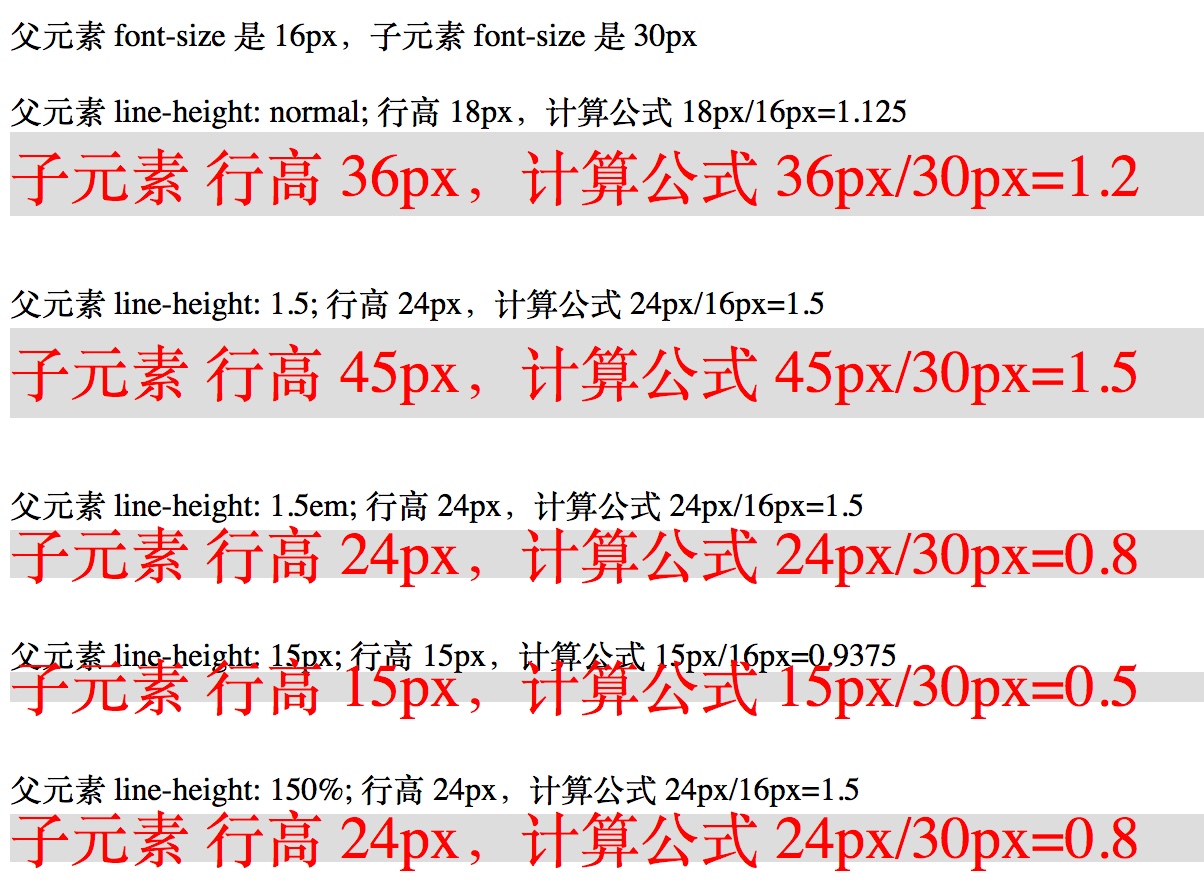 父元素 font-size 是 16px，子元素 font-size 是 30px
父元素 line-height: normal; 行高 18px，计算公式 18px/16px=1.125
子元素 行高 36px，计算公式 36px/30px=1.2
父元素 line-height: 1.5; 行高 24px，计算公式 24px/16px=1.5
子元素 行高 45px，计算公式 45px/30px=1.5
父元素 line-height: 1.5em; 行高 24px，计算公式 24px/16px=1.5
子元素 行高 24px，计算公式 24px/30px=0.8
父元素 line-height: 15px; 行高 15px，计算公式 15px/16px=0.9375
子元素 行高 15px，计算公式 15px/30px=0.5
父元素 line-height: 150%; 行高 24px，计算公式 24px/16px=1.5
子元素 行高 24px，计算公式 24px/30px=0.8